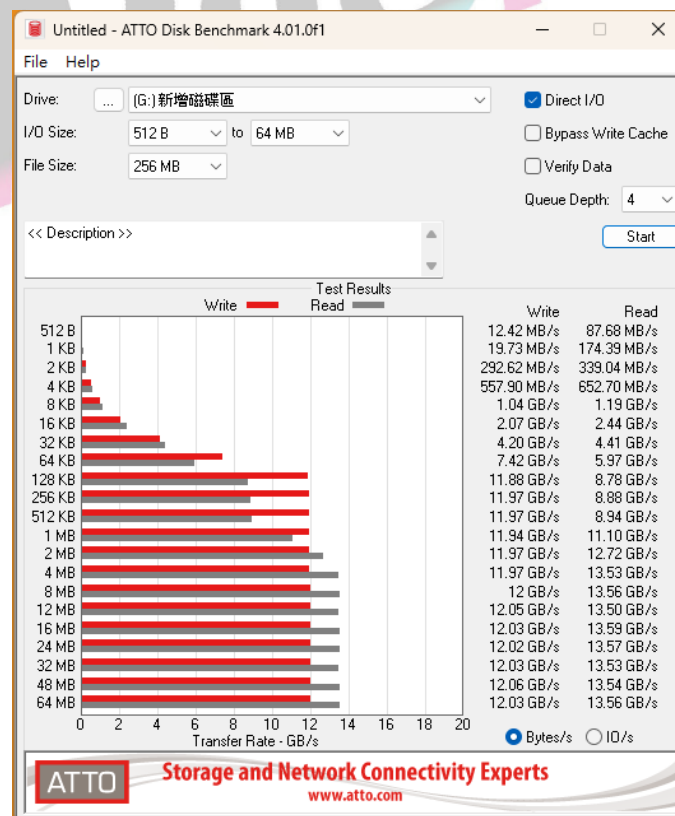 Untitled - ATTO Disk Benchmark 4.01.0f1
File Help
Drive: ... (G:)新增磁碟區 Direct I/O
I/O Size: 512 B to 64 MB Bypass Write Cache
File Size: 256 MB Verify Data
Queue Depth: 4
<< Description >> Start
Test Results
Write Read Write Read
512 B 12.42 MB/s 87.68 MB/s
1 KB 19.73 MB/s 174.39 MB/s
2 KB 292.62 MB/s 339.04 MB/s
4 KB 557.90 MB/s 652.70 MB/s
8 KB 1.04 GB/s 1.19 GB/s
16 KB 2.07 GB/s 2.44 GB/s
32 KB 4.20 GB/s 4.41 GB/s
64 KB 7.42 GB/s 5.97 GB/s
128 KB 11.88 GB/s 8.78 GB/s
256 KB 11.97 GB/s 8.88 GB/s
512 KB 11.97 GB/s 8.94 GB/s
1 MB 11.94 GB/s 11.10 GB/s
2 MB 11.97 GB/s 12.72 GB/s
4 MB 11.97 GB/s 13.53 GB/s
8 MB 12 GB/s 13.56 GB/s
12 MB 12.05 GB/s 13.50 GB/s
16 MB 12.03 GB/s 13.59 GB/s
24 MB 12.02 GB/s 13.57 GB/s
32 MB 12.03 GB/s 13.53 GB/s
48 MB 12.06 GB/s 13.54 GB/s
64 MB 12.03 GB/s 13.56 GB/s
0 2 4 6 8 10 12 14 16 18 20
Transfer Rate - GB/s Bytes/s IO/s
ATTO Storage and Network Connectivity Experts
www.atto.com